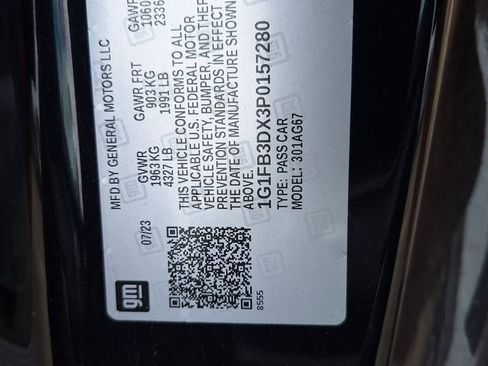 MFD BY GENERAL MOTORS LLC
GVWR
1963 KG
4327 LB
GAWR FRT
903 KG
1991 LB
GAWR
1060
2336
THIS VEHICLE CONFORMS TO ALL
APPLICABLE U.S. FEDERAL MOTOR
VEHICLE SAFETY, BUMPER, AND THEFT
PREVENTION STANDARDS IN EFFECT
THE DATE OF MANUFACTURE SHOWN
07/23
1G1FB3DX3P0157280
TYPE: PASS CAR
MODEL: 301AG67
gm
8555